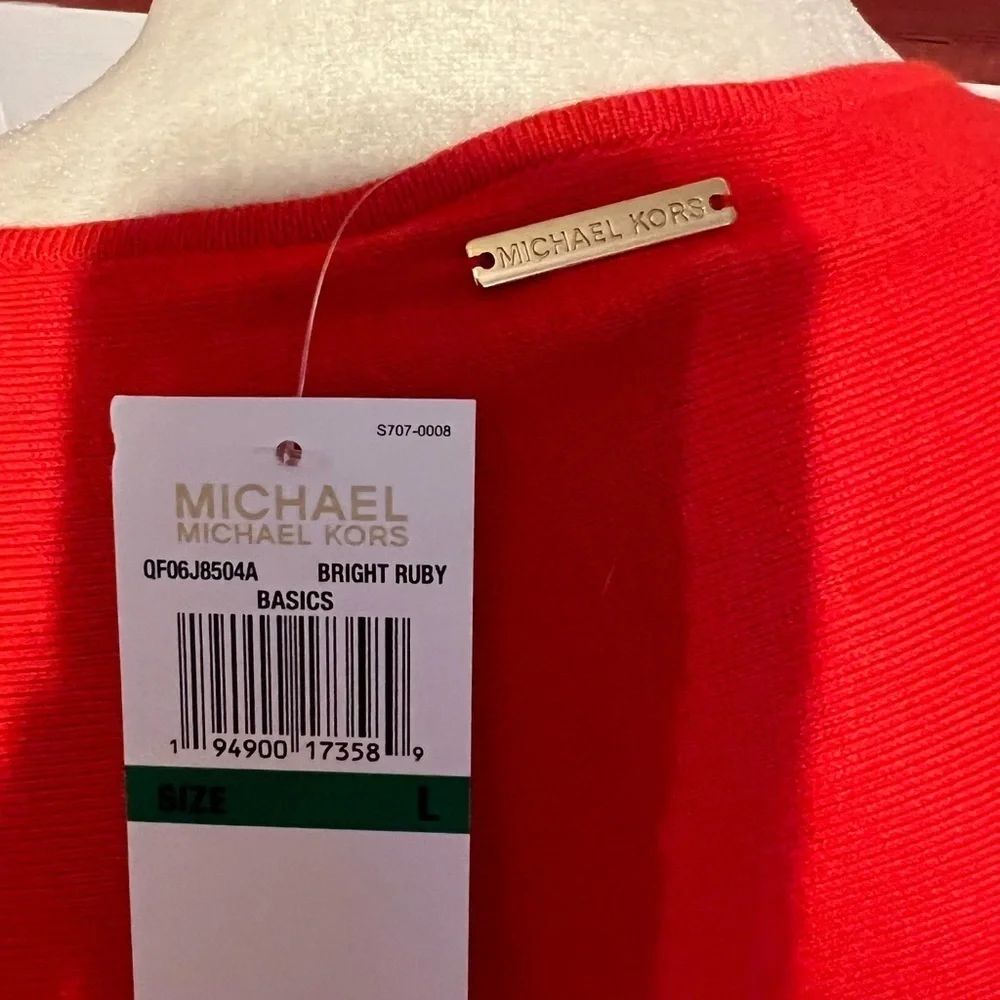 MICHAEL KORS
S707-0008
MICHAEL
MICHAEL KORS
QF06J8504A BRIGHT RUBY
BASICS
1 94900 17358 9
SIZE L